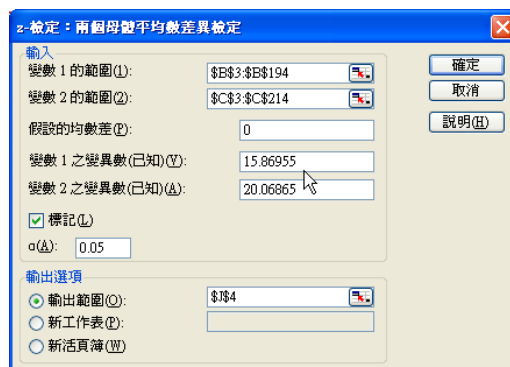 z-檢定：兩個母體平均數差異檢定
輸入
變數 1 的範圍(1): $B$3:$B$194
變數 2 的範圍(2): $C$3:$C$214
假設的均數差(P): 0
變數 1 之變異數(已知)(V): 15.86955
變數 2 之變異數(已知)(A): 20.06865
標記(L)
α(A): 0.05
輸出選項
輸出範圍(O): $J$4
新工作表(P):
新活頁簿(W)
確定
取消
說明(H)